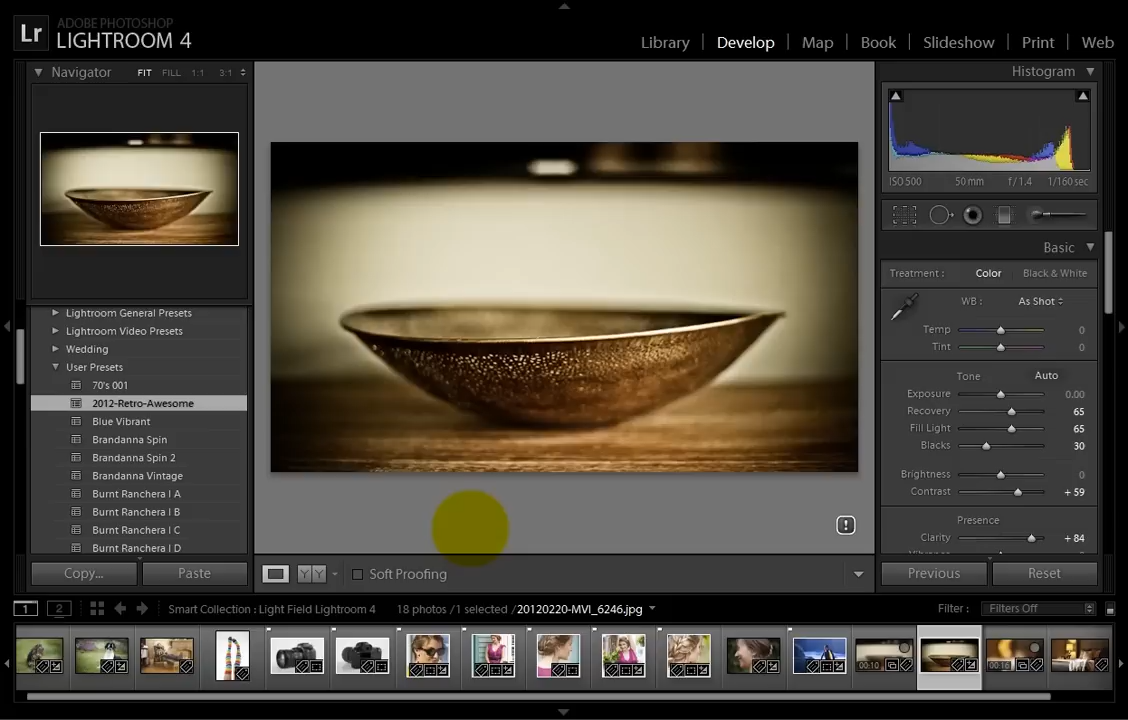 Lr
ADOBE PHOTOSHOP
LIGHTROOM 4
Library | Develop | Map | Book | Slideshow | Print | Web
Navigator FIT FILL 1:1 3:1
Lightroom General Presets
Lightroom Video Presets
Wedding
User Presets
70's 001
2012-Retro-Awesome
Blue Vibrant
Brandanna Spin
Brandanna Spin 2
Brandanna Vintage
Burnt Ranchera I A
Burnt Ranchera I B
Burnt Ranchera I C
Burnt Ranchera I D
Copy... Paste
Histogram
ISO 500 50 mm f / 1.4 1/160 sec
Basic
Treatment : Color Black & White
WB : As Shot
Temp 0
Tint 0
Tone Auto
Exposure 0.00
Recovery 65
Fill Light 65
Blacks 30
Brightness 0
Contrast + 59
Presence
Clarity + 84
Previous Reset
Y Y Soft Proofing
1 2 Smart Collection : Light Field Lightroom 4 18 photos / 1 selected / 20120220-MVI_6246.jpg Filter : Filters Off
00:10
00:16